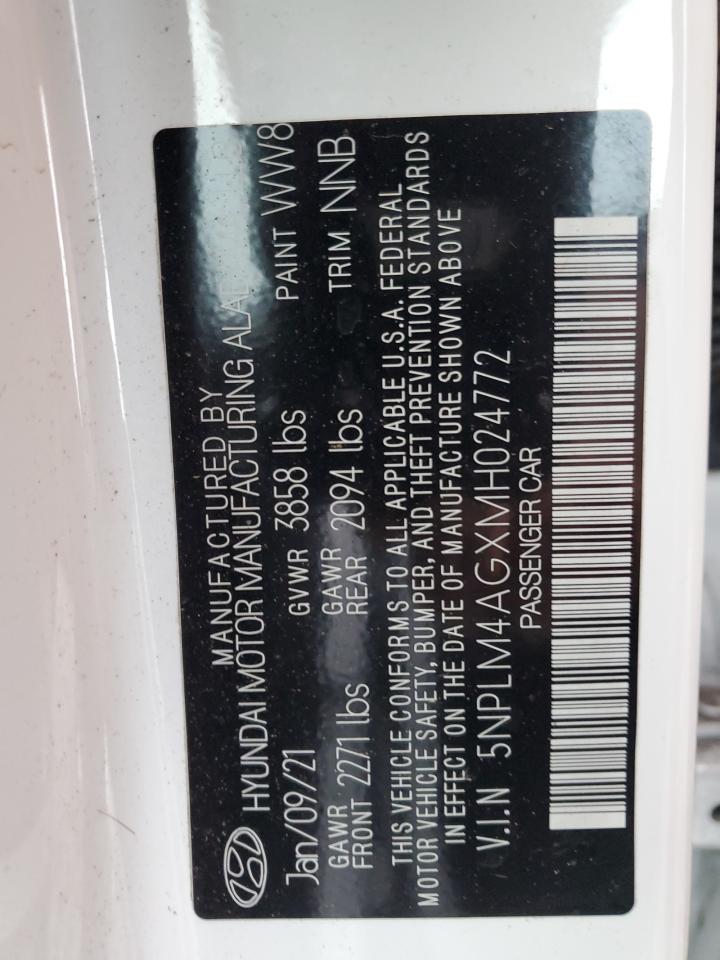 MANUFACTURED BY
HYUNDAI MOTOR MANUFACTURING
Jan/09/21 GVWR 3858 lbs PAINT WW8
GAWR FRONT 2271 lbs GAWR REAR 2094 lbs TRIM NNB
THIS VEHICLE CONFORMS TO ALL APPLICABLE U.S.A. FEDERAL
MOTOR VEHICLE SAFETY, BUMPER, AND THEFT PREVENTION STANDARDS
IN EFFECT ON THE DATE OF MANUFACTURE SHOWN ABOVE
V.I.N 5NPLM4AGXMH024772
PASSENGER CAR